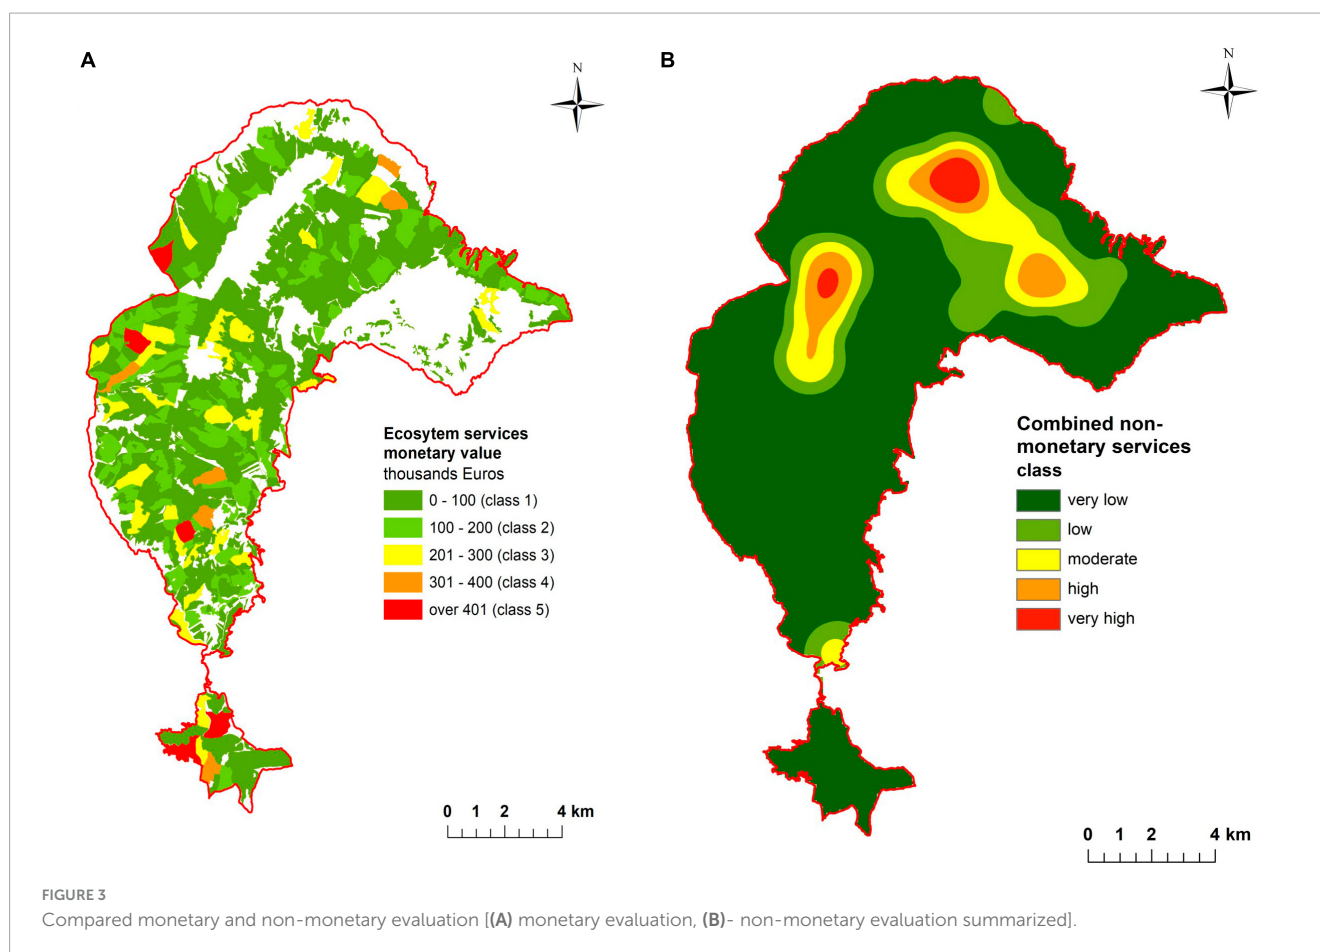 A
N
Ecosytem services
monetary value
thousands Euros
0 - 100 (class 1)
100 - 200 (class 2)
201 - 300 (class 3)
301 - 400 (class 4)
over 401 (class 5)
0 1 2 4 km
B
N
Combined non-
monetary services
class
very low
low
moderate
high
very high
0 1 2 4 km
FIGURE 3
Compared monetary and non-monetary evaluation [(A) monetary evaluation, (B)- non-monetary evaluation summarized].